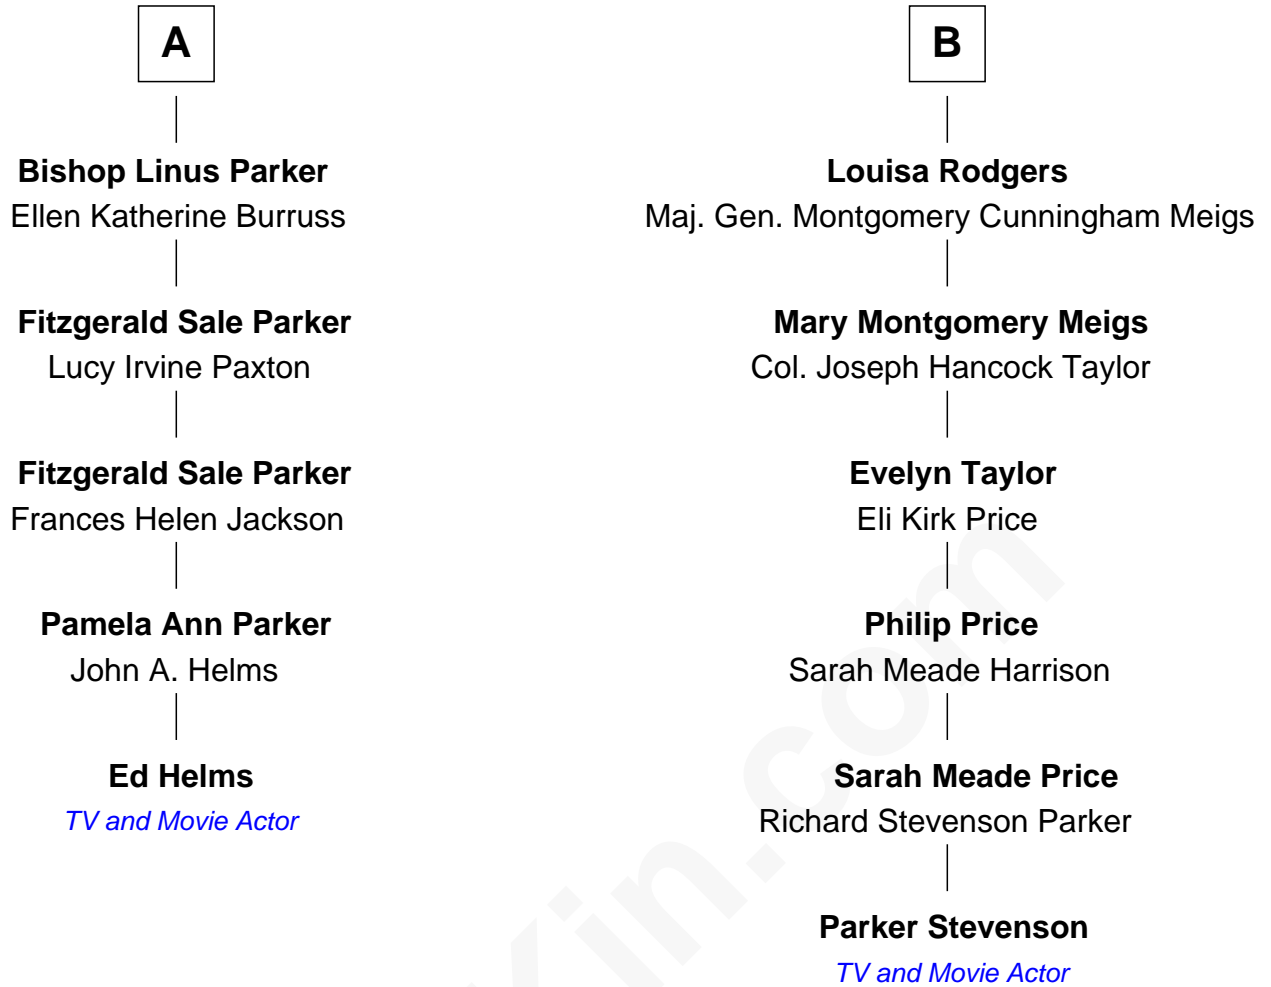 A
Bishop Linus Parker
Ellen Katherine Burruss
Fitzgerald Sale Parker
Lucy Irvine Paxton
Fitzgerald Sale Parker
Frances Helen Jackson
Pamela Ann Parker
John A. Helms
Ed Helms
TV and Movie Actor
B
Louisa Rodgers
Maj. Gen. Montgomery Cunningham Meigs
Mary Montgomery Meigs
Col. Joseph Hancock Taylor
Evelyn Taylor
Eli Kirk Price
Philip Price
Sarah Meade Harrison
Sarah Meade Price
Richard Stevenson Parker
Parker Stevenson
TV and Movie Actor
Kin.com